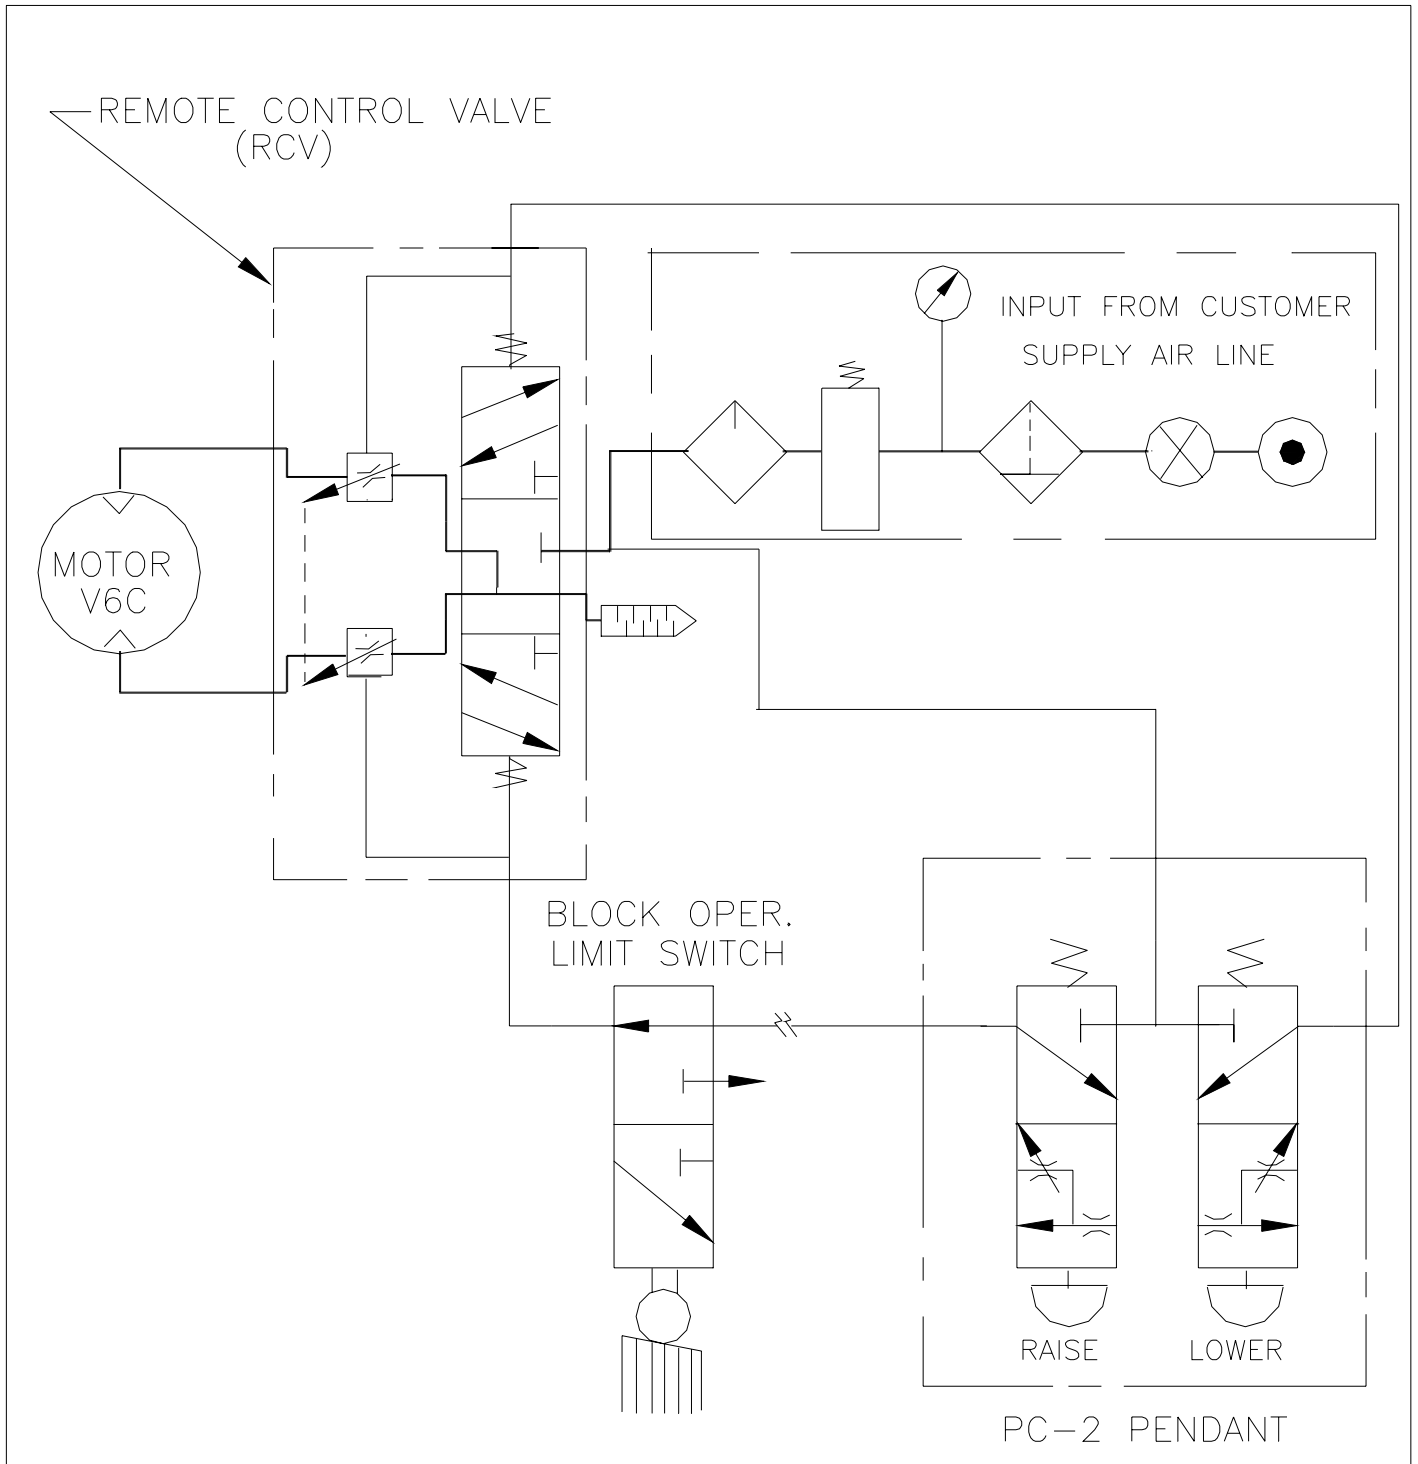 REMOTE CONTROL VALVE
(RCV)
INPUT FROM CUSTOMER
SUPPLY AIR LINE
MOTOR
V6C
BLOCK OPER.
LIMIT SWITCH
RAISE
LOWER
PC-2 PENDANT